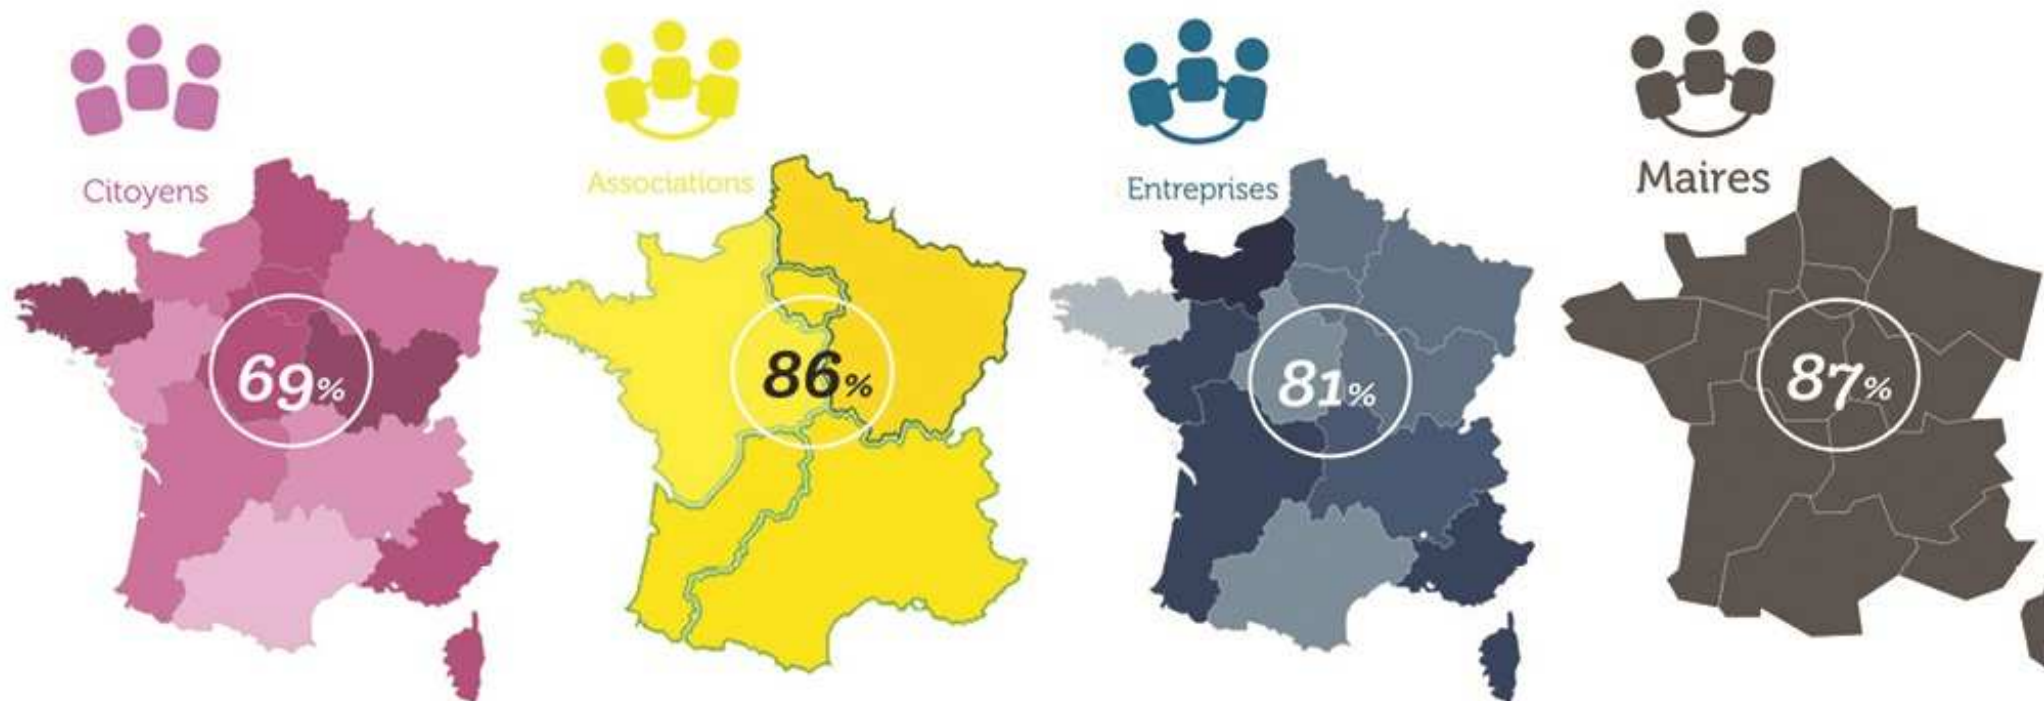 Citoyens
69%
Associations
86%
Entreprises
81%
Maires
87%